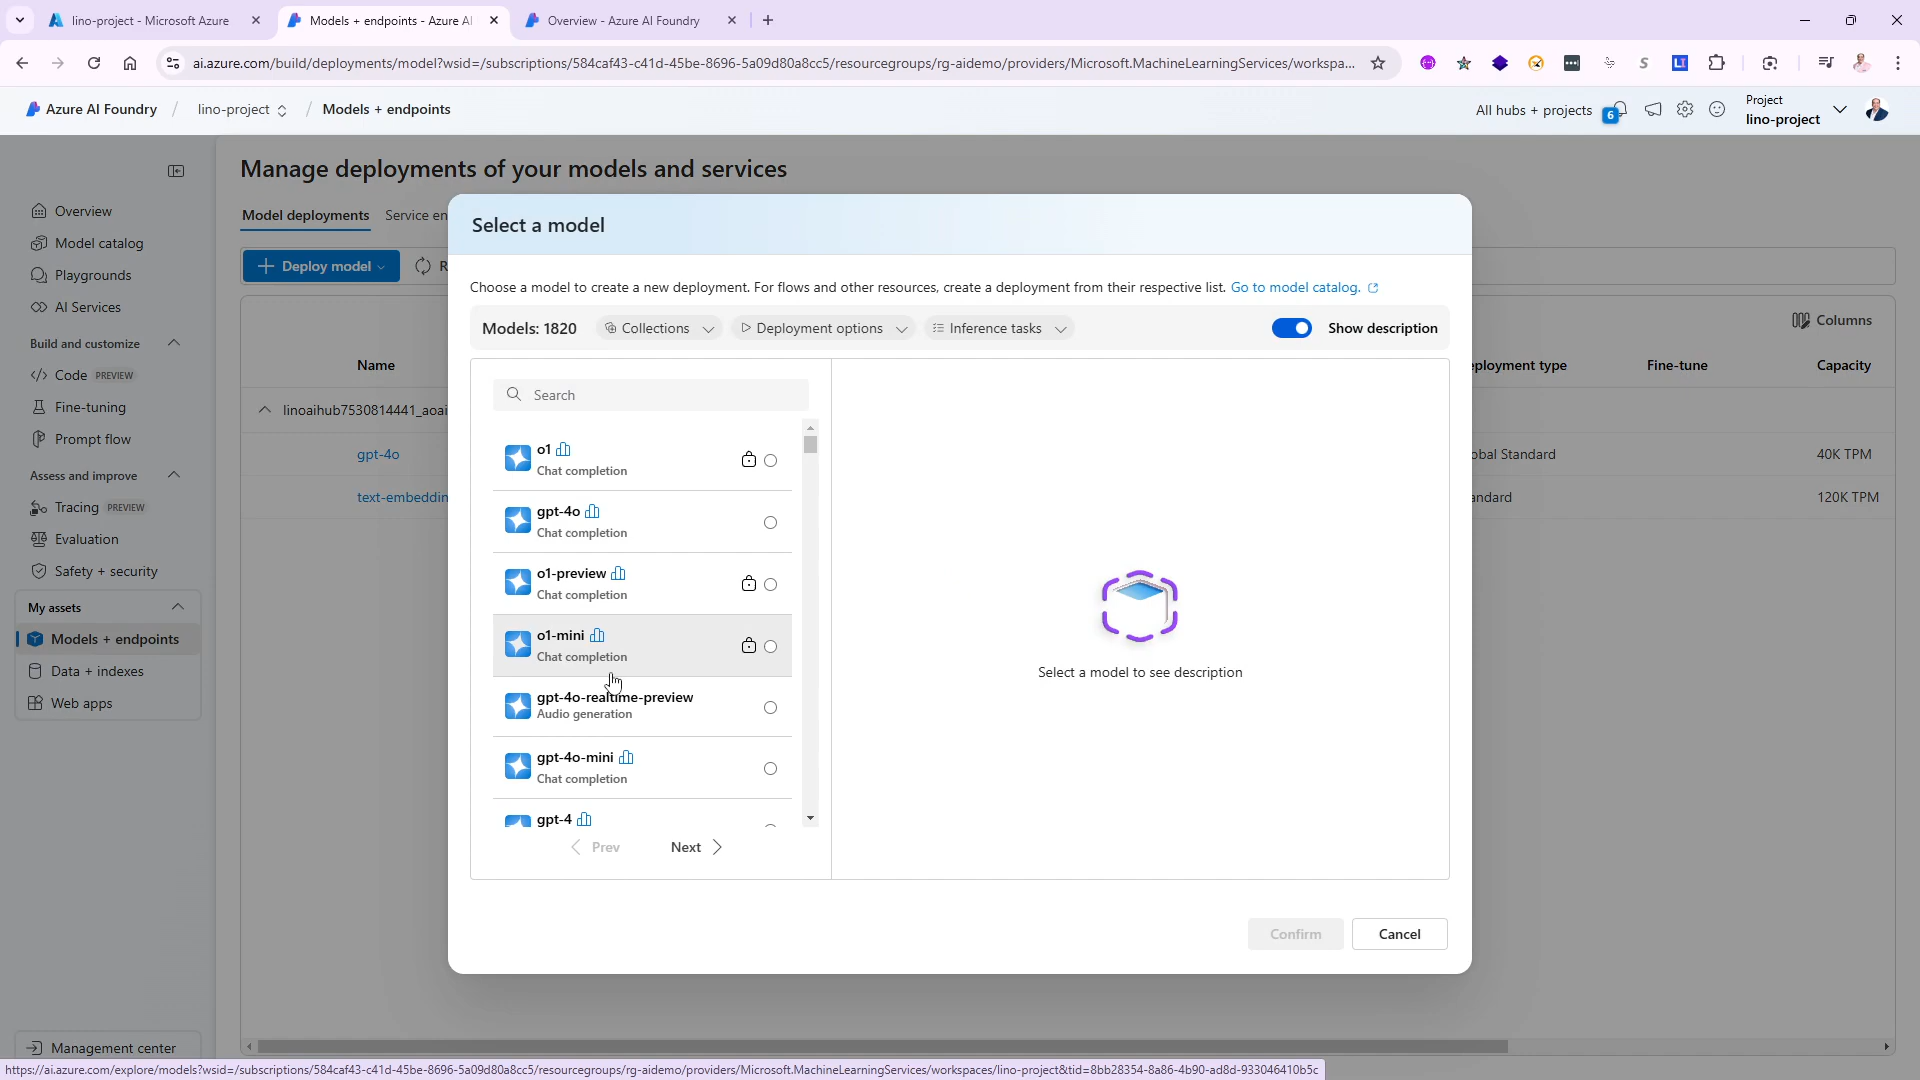 lino-project - Microsoft Azure
Models + endpoints - Azure AI
Overview - Azure AI Foundry
ai.azure.com/build/deployments/model?wsid=/subscriptions/584caf43-c41d-45be-8696-5a09d80a8cc5/resourcegroups/rg-aidemo/providers/Microsoft.MachineLearningServices/workspa...
Azure AI Foundry / lino-project / Models + endpoints
All hubs + projects
6
Project
lino-project
Manage deployments of your models and services
Overview
Model catalog
Playgrounds
AI Services
Build and customize
Code PREVIEW
Fine-tuning
Prompt flow
Assess and improve
Tracing PREVIEW
Evaluation
Safety + security
My assets
Models + endpoints
Data + indexes
Web apps
Management center
Model deployments
Service en
Deploy model
R
Columns
Name
ployment type
Fine-tune
Capacity
linoaihub7530814441_aoai
gpt-4o
obal Standard
40K TPM
text-embeddin
andard
120K TPM
Select a model
Choose a model to create a new deployment. For flows and other resources, create a deployment from their respective list. Go to model catalog.
Models: 1820
Collections
Deployment options
Inference tasks
Show description
Search
o1
Chat completion
gpt-4o
Chat completion
o1-preview
Chat completion
o1-mini
Chat completion
gpt-4o-realtime-preview
Audio generation
gpt-4o-mini
Chat completion
gpt-4
Prev
Next
Select a model to see description
Confirm
Cancel
https://ai.azure.com/explore/models?wsid=/subscriptions/584caf43-c41d-45be-8696-5a09d80a8cc5/resourcegroups/rg-aidemo/providers/Microsoft.MachineLearningServices/workspaces/lino-project&tid=8bb28354-8a86-4b90-ad8d-933046410b5c